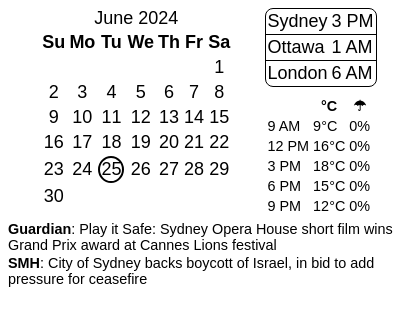 June 2024
Su Mo Tu We Th Fr Sa
1
2 3 4 5 6 7 8
9 10 11 12 13 14 15
16 17 18 19 20 21 22
23 24 25 26 27 28 29
30
Sydney 3 PM
Ottawa 1 AM
London 6 AM
°C ☂
9 AM 9°C 0%
12 PM 16°C 0%
3 PM 18°C 0%
6 PM 15°C 0%
9 PM 12°C 0%
Guardian: Play it Safe: Sydney Opera House short film wins
Grand Prix award at Cannes Lions festival
SMH: City of Sydney backs boycott of Israel, in bid to add
pressure for ceasefire